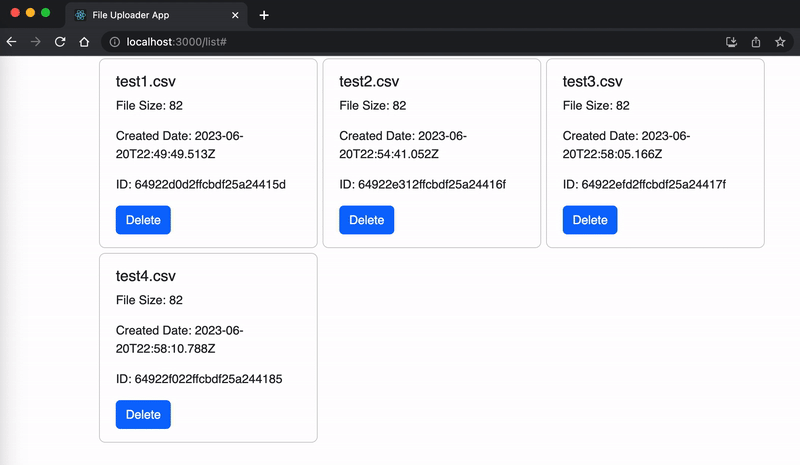 File Uploader App
localhost:3000/list#
test1.csv
File Size: 82
Created Date: 2023-06-
20T22:49:49.513Z
ID: 64922d0d2ffcbdf25a24415d
Delete
test2.csv
File Size: 82
Created Date: 2023-06-
20T22:54:41.052Z
ID: 64922e312ffcbdf25a24416f
Delete
test3.csv
File Size: 82
Created Date: 2023-06-
20T22:58:05.166Z
ID: 64922efd2ffcbdf25a24417f
Delete
test4.csv
File Size: 82
Created Date: 2023-06-
20T22:58:10.788Z
ID: 64922f022ffcbdf25a244185
Delete